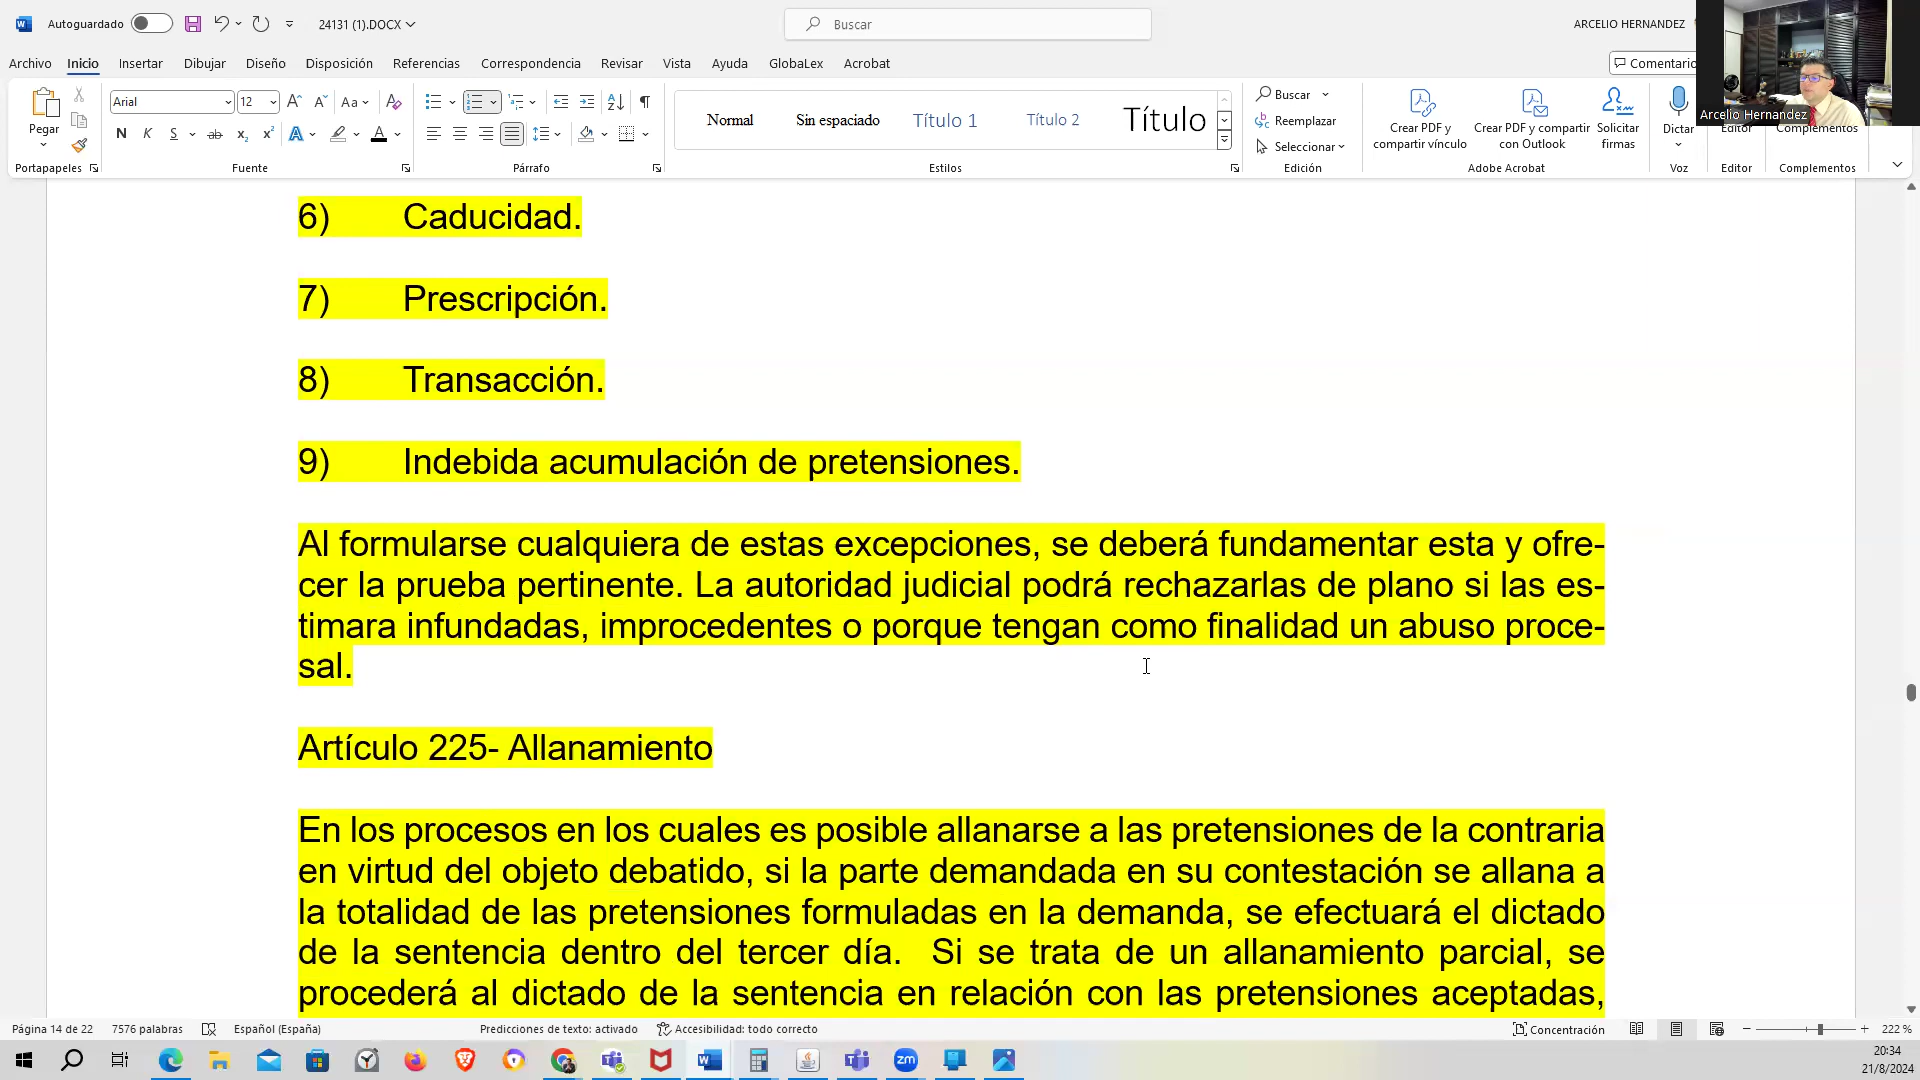 Autoguardado
24131 (1).DOCX
Buscar
ARCELIO HERNANDEZ
Archivo Inicio Insertar Dibujar Diseño Disposición Referencias Correspondencia Revisar Vista Ayuda GlobaLex Acrobat
Comentario
Pegar
Portapapeles
Arial 12
Aa
N K S ab x₂ x² A A
Fuente
Párrafo
Normal Sin espaciado Título 1 Título 2 Título
Estilos
Buscar
Reemplazar
Seleccionar
Edición
Crear PDF y compartir vínculo
Crear PDF y compartir con Outlook
Solicitar firmas
Adobe Acrobat
Dictar
Voz
Editor
Editor
Complementos
Complementos
Arcelio Hernandez
6) Caducidad.
7) Prescripción.
8) Transacción.
9) Indebida acumulación de pretensiones.
Al formularse cualquiera de estas excepciones, se deberá fundamentar esta y ofre-
cer la prueba pertinente. La autoridad judicial podrá rechazarlas de plano si las es-
timara infundadas, improcedentes o porque tengan como finalidad un abuso proce-
sal.
Artículo 225- Allanamiento
En los procesos en los cuales es posible allanarse a las pretensiones de la contraria
en virtud del objeto debatido, si la parte demandada en su contestación se allana a
la totalidad de las pretensiones formuladas en la demanda, se efectuará el dictado
de la sentencia dentro del tercer día. Si se trata de un allanamiento parcial, se
procederá al dictado de la sentencia en relación con las pretensiones aceptadas,
Página 14 de 22 7576 palabras Español (España) Predicciones de texto: activado Accesibilidad: todo correcto Concentración 222 %
20:34
21/8/2024